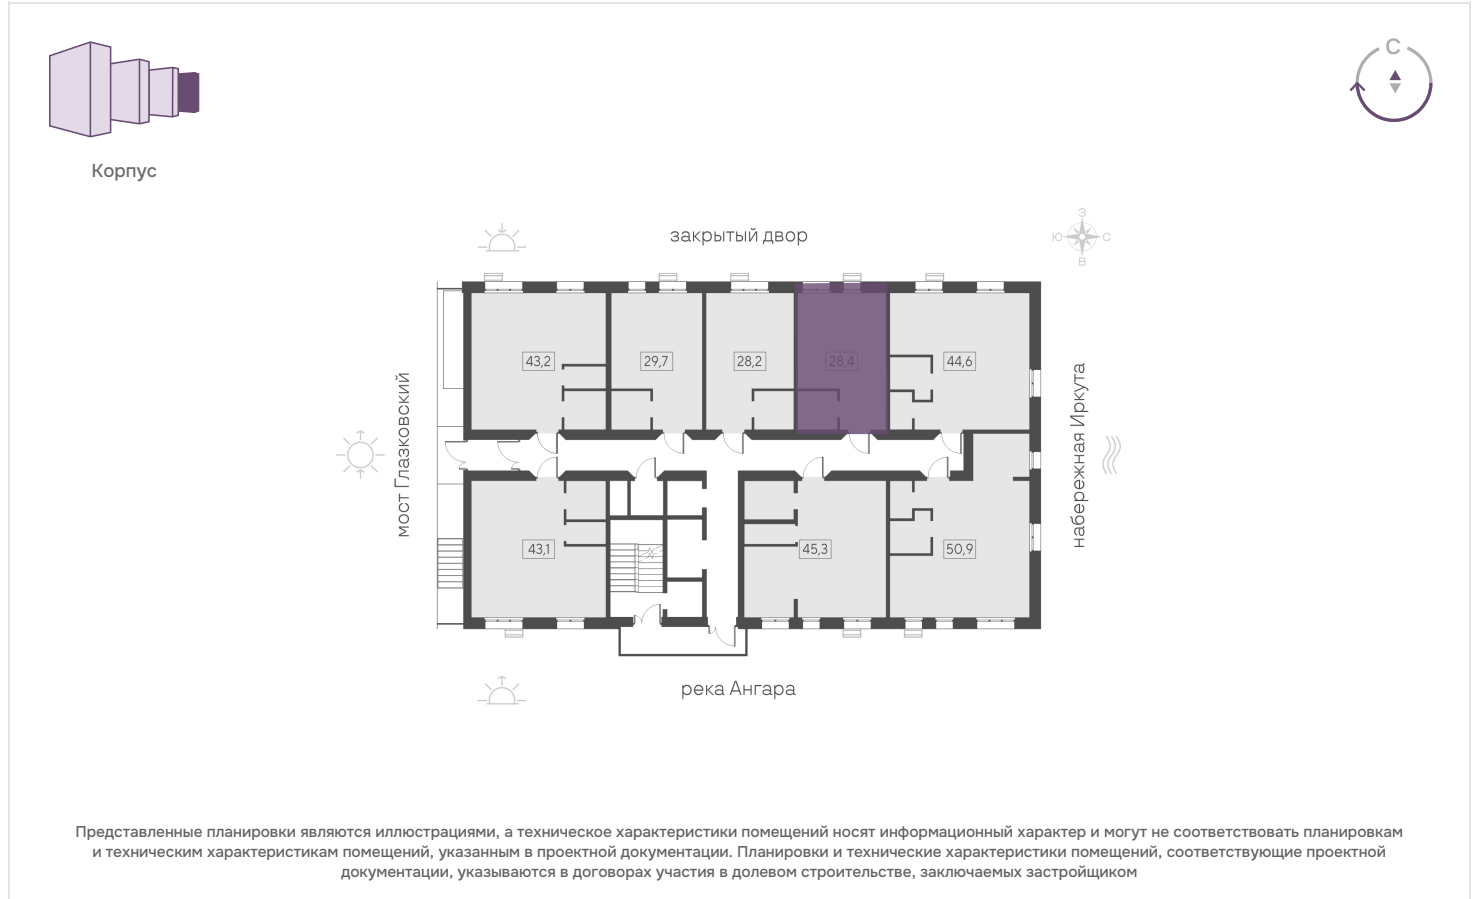 С
Корпус
закрытый двор
З
Ю
С
В
43,2
29,7
28,2
28,4
44,6
мост Глазковский
набережная Иркута
43,1
45,3
50,9
река Ангара
Представленные планировки являются иллюстрациями, а техническое характеристики помещений носят информационный характер и могут не соответствовать планировкам
и техническим характеристикам помещений, указанным в проектной документации. Планировки и технические характеристики помещений, соответствующие проектной
документации, указываются в договорах участия в долевом строительстве, заключаемых застройщиком